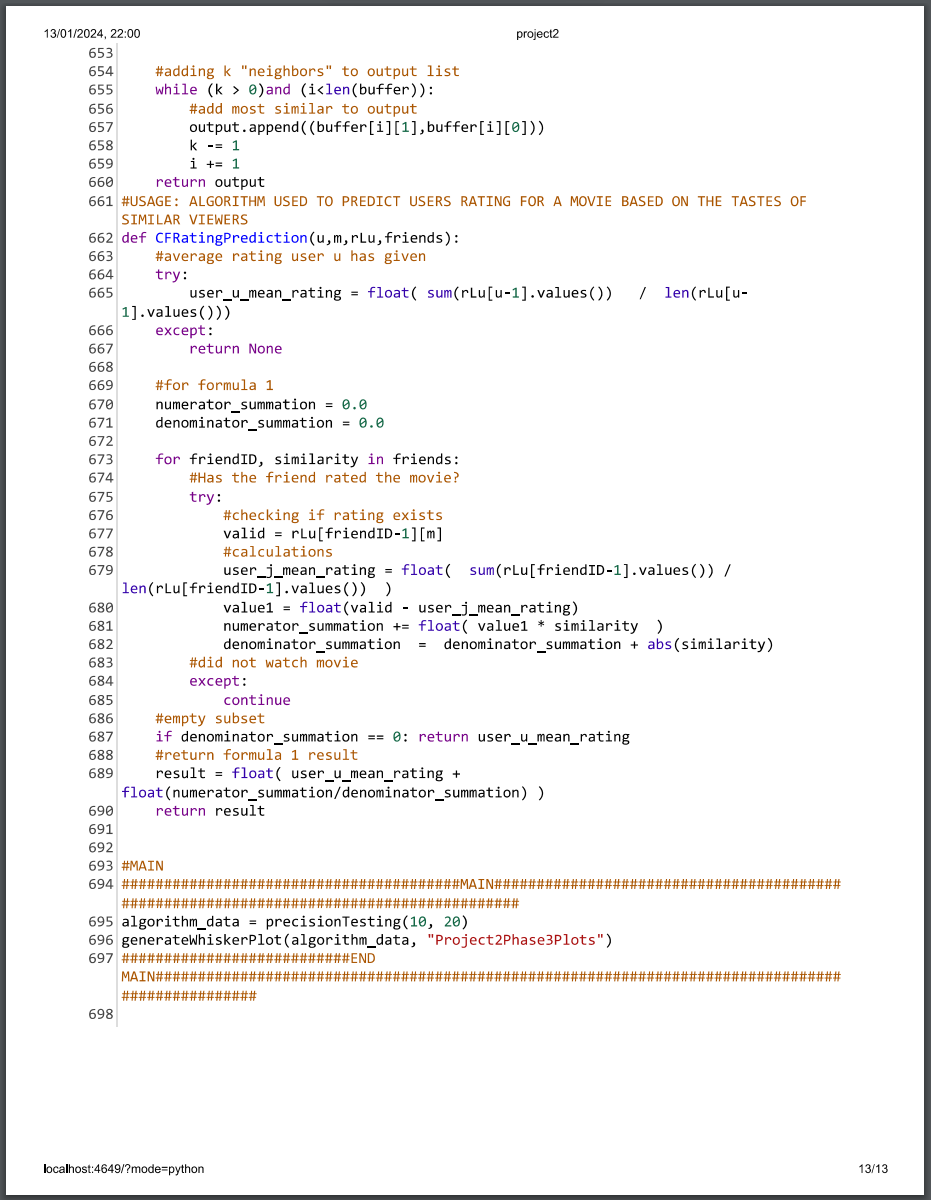 13/01/2024, 22:00 project2
653
654     #adding k "neighbors" to output list
655     while (k > 0)and (i<len(buffer)):
656         #add most similar to output
657         output.append((buffer[i][1],buffer[i][0]))
658         k -= 1
659         i += 1
660     return output
661 #USAGE: ALGORITHM USED TO PREDICT USERS RATING FOR A MOVIE BASED ON THE TASTES OF
SIMILAR VIEWERS
662 def CFRatingPrediction(u,m,rLu,friends):
663     #average rating user u has given
664     try:
665         user_u_mean_rating = float( sum(rLu[u-1].values())   /  len(rLu[u-
1].values()))
666     except:
667         return None
668
669     #for formula 1
670     numerator_summation = 0.0
671     denominator_summation = 0.0
672
673     for friendID, similarity in friends:
674         #Has the friend rated the movie?
675         try:
676             #checking if rating exists
677             valid = rLu[friendID-1][m]
678             #calculations
679             user_j_mean_rating = float(  sum(rLu[friendID-1].values()) /
len(rLu[friendID-1].values())  )
680             value1 = float(valid - user_j_mean_rating)
681             numerator_summation += float( value1 * similarity  )
682             denominator_summation  =  denominator_summation + abs(similarity)
683         #did not watch movie
684         except:
685             continue
686     #empty subset
687     if denominator_summation == 0: return user_u_mean_rating
688     #return formula 1 result
689     result = float( user_u_mean_rating +
float(numerator_summation/denominator_summation) )
690     return result
691
692
693 #MAIN
694 ########################################MAIN#########################################
###############################################
695 algorithm_data = precisionTesting(10, 20)
696 generateWhiskerPlot(algorithm_data, "Project2Phase3Plots")
697 ###########################END
MAIN#################################################################################
################
698
localhost:4649/?mode=python 13/13